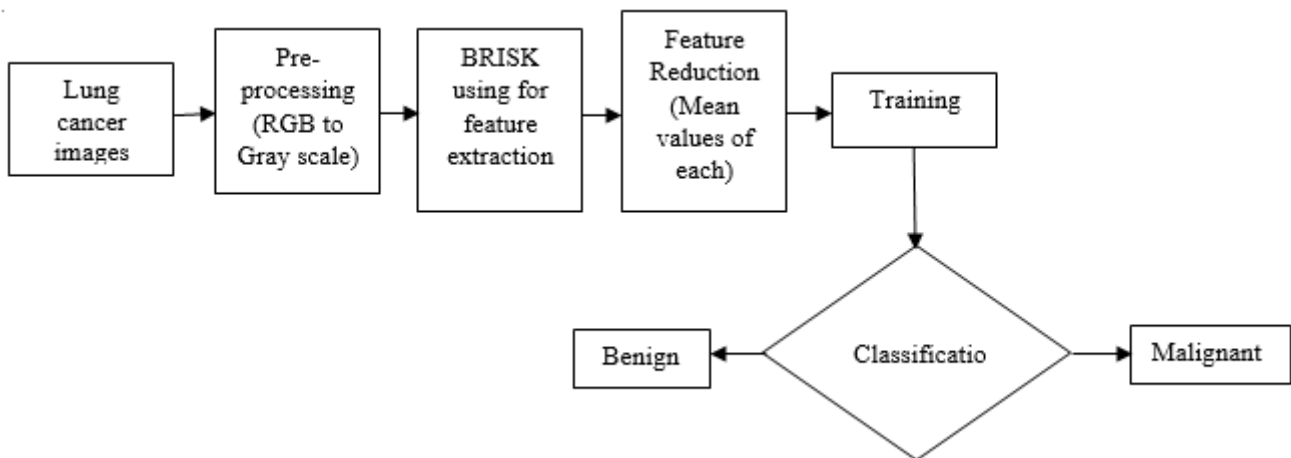 Lung
cancer
images
Pre-
processing
(RGB to
Gray scale)
BRISK
using for
feature
extraction
Feature
Reduction
(Mean
values of
each)
Training
Classificatio
Benign
Malignant